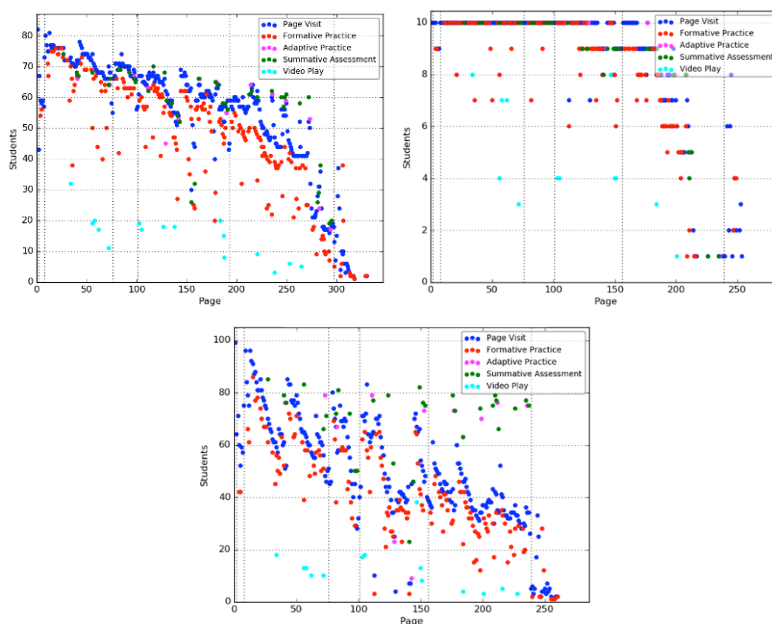 80
70
60
50
40
30
20
10
0
Students
0 50 100 150 200 250 300
Page
Page Visit
Formative Practice
Adaptive Practice
Summative Assessment
Video Play
10
8
6
4
2
0
Students
0 50 100 150 200 250
Page
Page Visit
Formative Practice
Adaptive Practice
Summative Assessment
Video Play
100
80
60
40
20
0
Students
0 50 100 150 200 250
Page
Page Visit
Formative Practice
Adaptive Practice
Summative Assessment
Video Play